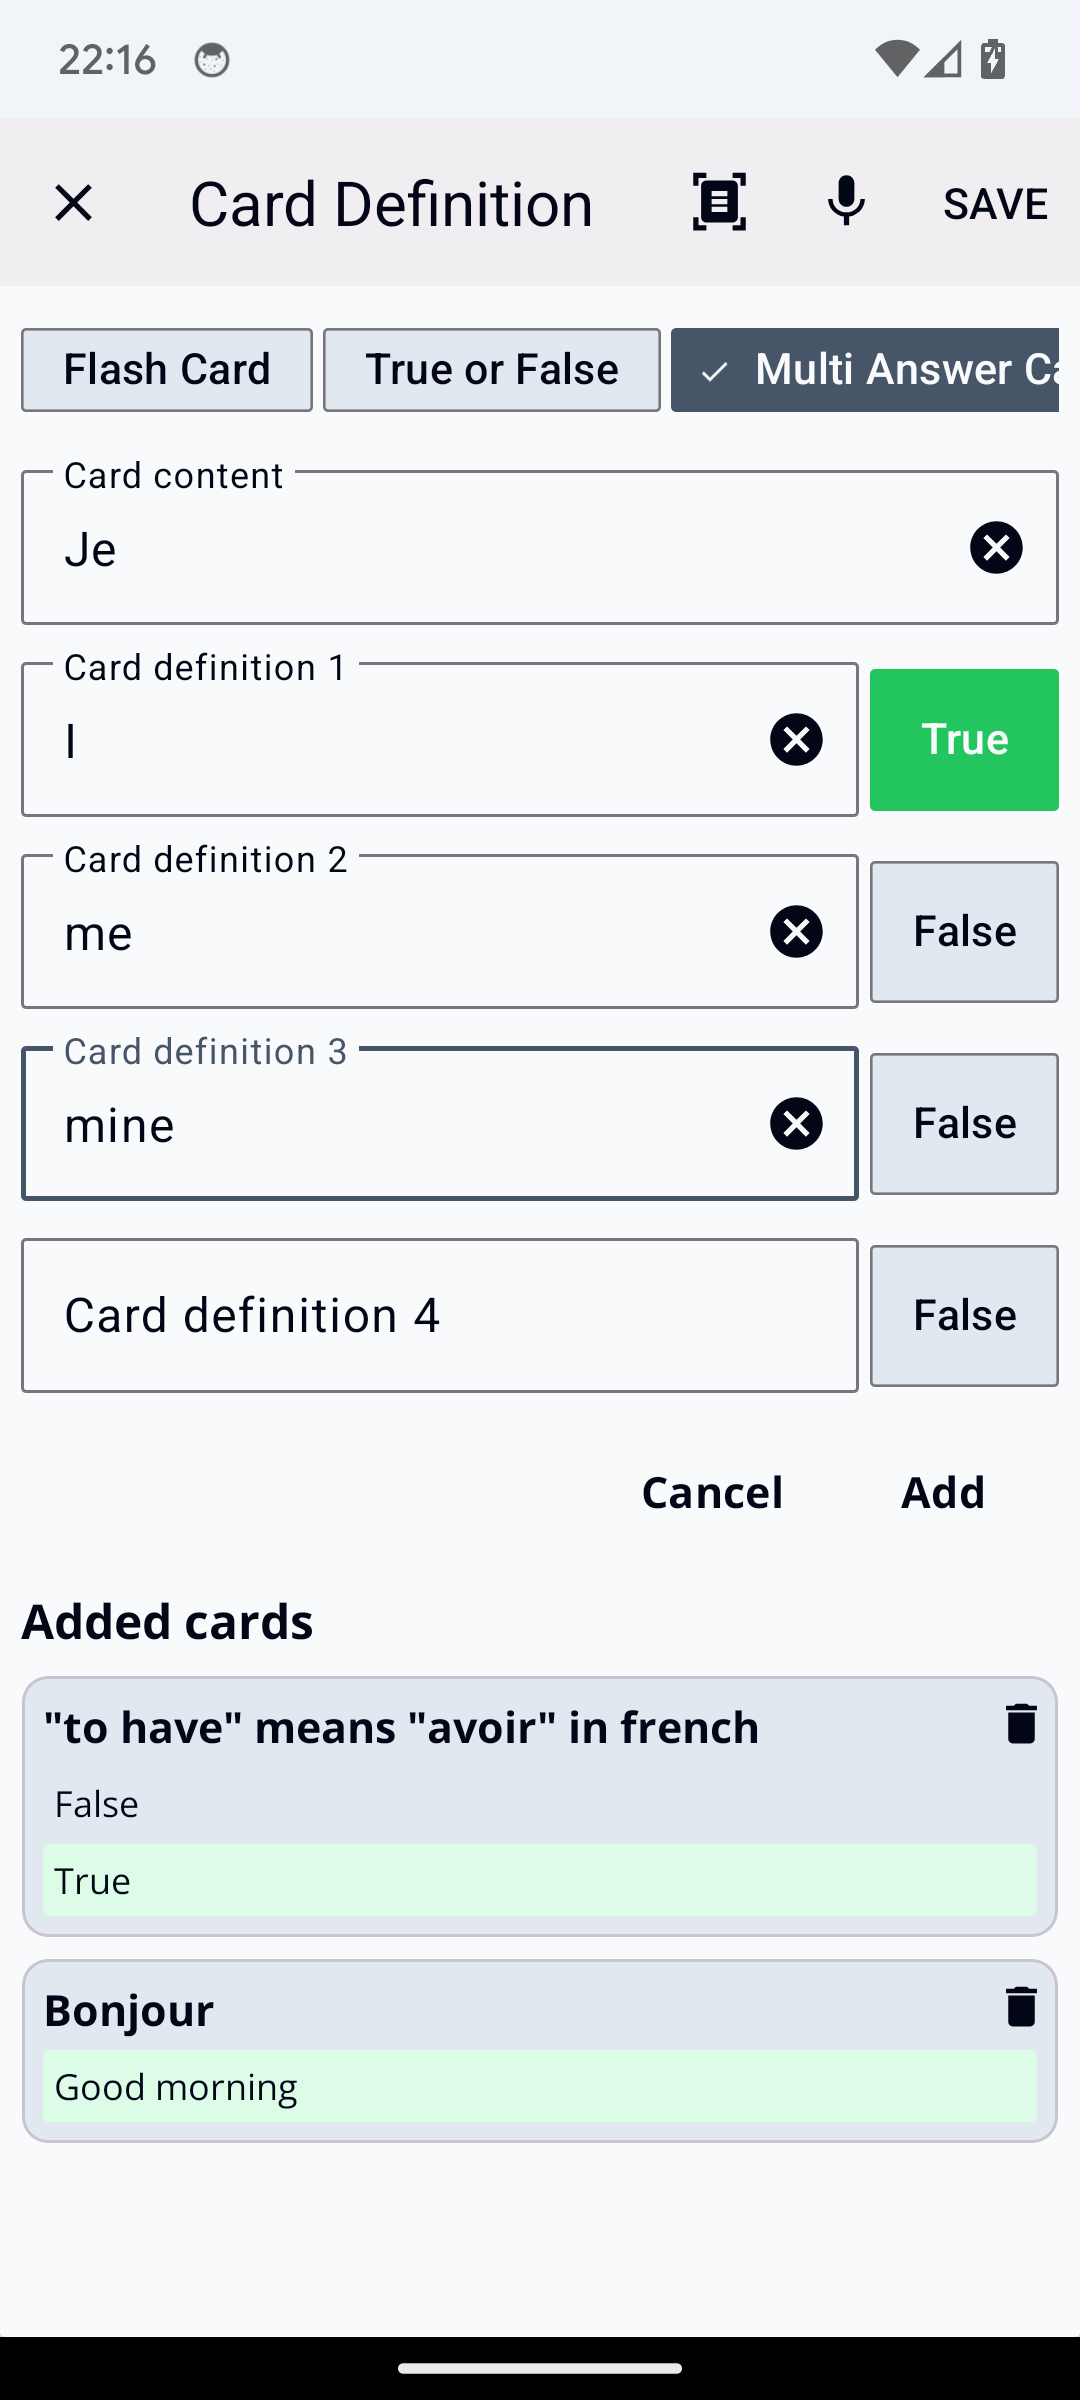 22:16
Card Definition
SAVE
Flash Card
True or False
Multi Answer Ca
Card content
Je
Card definition 1
I
True
Card definition 2
me
False
Card definition 3
mine
False
Card definition 4
False
Cancel
Add
Added cards
"to have" means "avoir" in french
False
True
Bonjour
Good morning